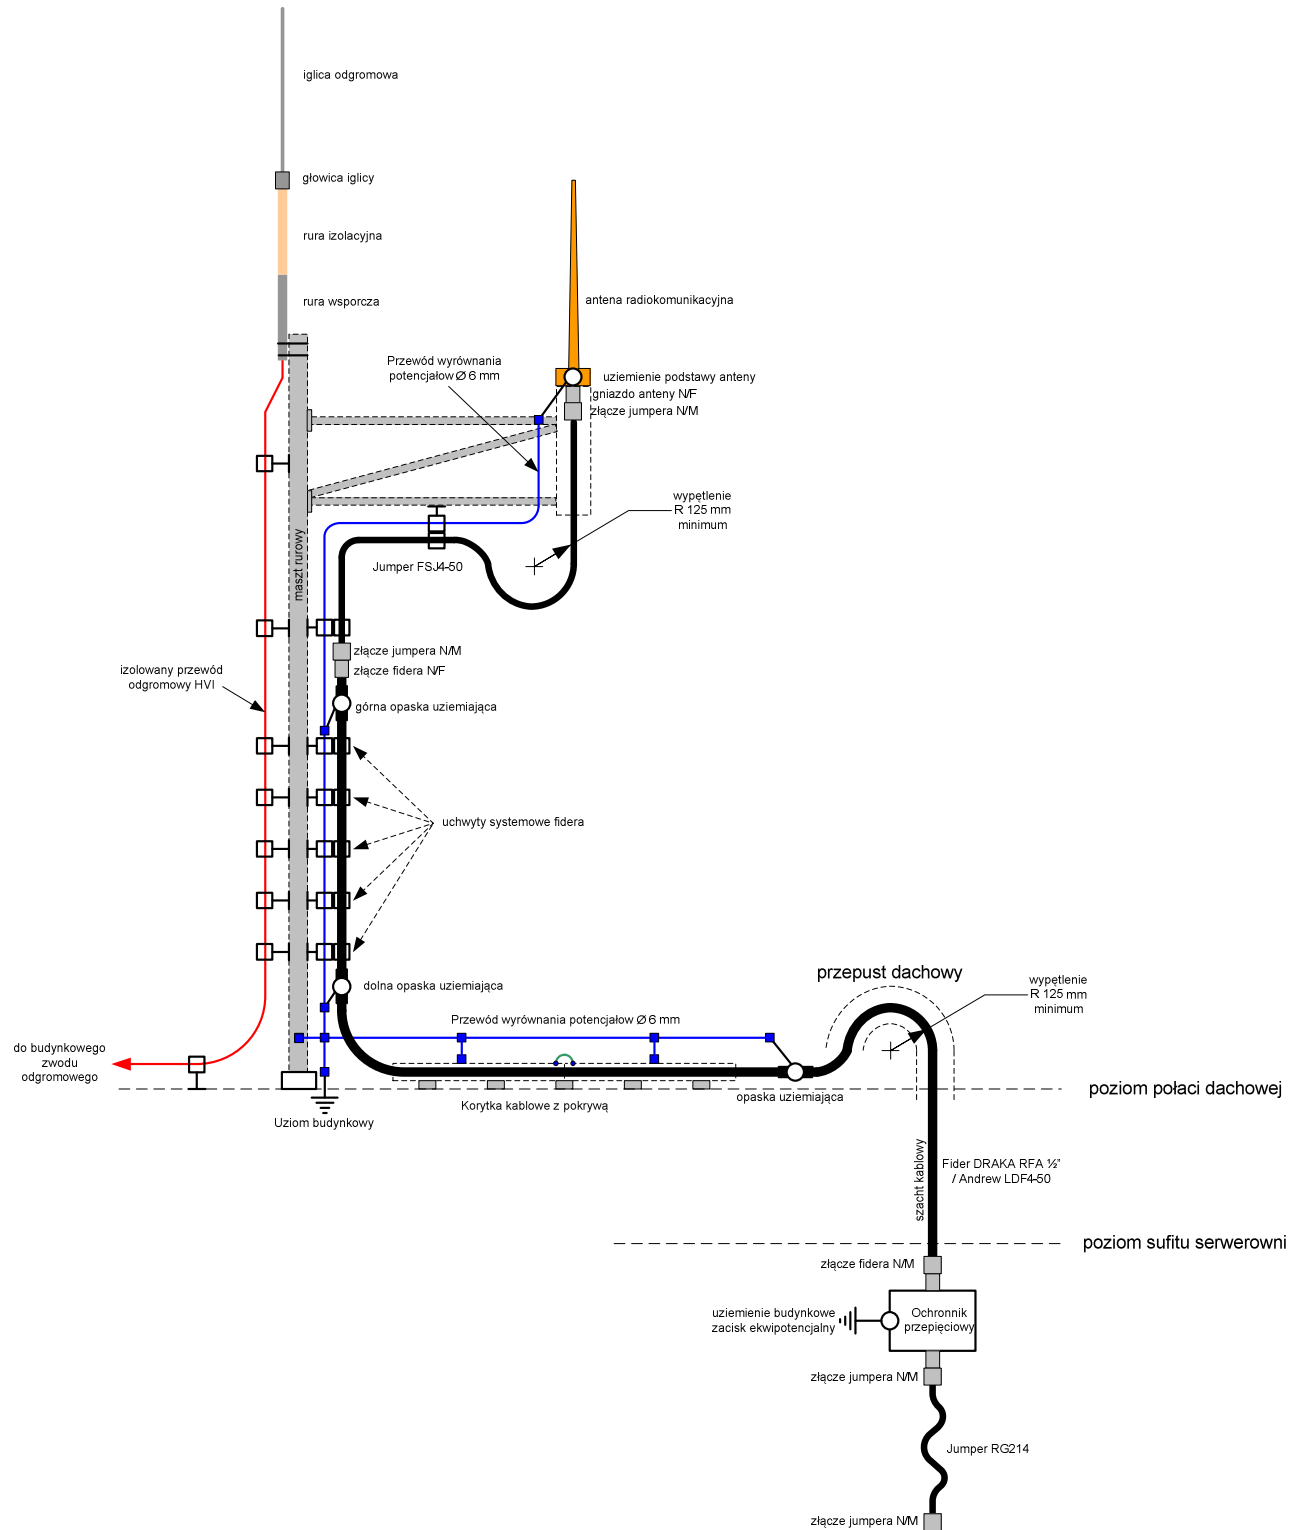 iglica odgromowa
głowica iglicy
rura izolacyjna
rura wsporcza
antena radiokomunikacyjna
Przewód wyrównania
potencjałów Ø 6 mm
uziemienie podstawy anteny
gniazdo anteny N/F
złącze jumpera N/M
wypętlenie
R 125 mm
minimum
maszt rurowy
Jumper FSJ4-50
złącze jumpera N/M
złącze fidera N/F
izolowany przewód
odgromowy HVI
górna opaska uziemiająca
uchwyty systemowe fidera
dolna opaska uziemiająca
przepust dachowy
wypętlenie
R 125 mm
minimum
Przewód wyrównania potencjałów Ø 6 mm
do budynkowego
zwodu
odgromowego
poziom połaci dachowej
opaska uziemiająca
Korytka kablowe z pokrywą
Uziom budynkowy
szacht kablowy
Fider DRAKA RFA ½"
/ Andrew LDF4-50
poziom sufitu serwerowni
złącze fidera N/M
uziemienie budynkowe
zacisk ekwipotencjalny
Ochronnik
przepięciowy
złącze jumpera N/M
Jumper RG214
złącze jumpera N/M